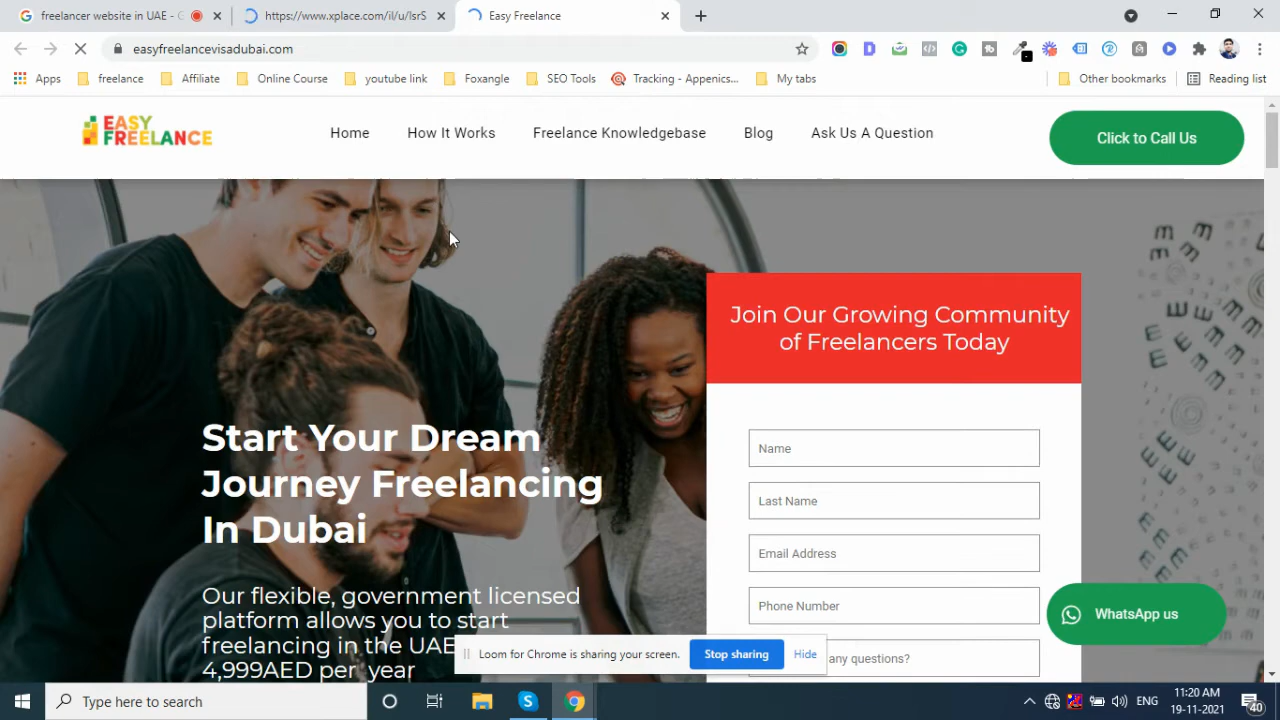 freelancer website in UAE - G
https://www.xplace.com/il/u/lsrS
Easy Freelance
easyfreelancevisadubai.com
Apps
freelance
Affiliate
Online Course
youtube link
Foxangle
SEO Tools
Tracking - Appenics...
My tabs
Other bookmarks
Reading list
EASY
FREELANCE
Home
How It Works
Freelance Knowledgebase
Blog
Ask Us A Question
Click to Call Us
Join Our Growing Community
of Freelancers Today
Name
Last Name
Email Address
Phone Number
any questions?
Start Your Dream
Journey Freelancing
In Dubai
Our flexible, government licensed
platform allows you to start
freelancing in the UAE
4,999AED per year
WhatsApp us
Loom for Chrome is sharing your screen.
Stop sharing
Hide
Type here to search
ENG
11:20 AM
19-11-2021
40